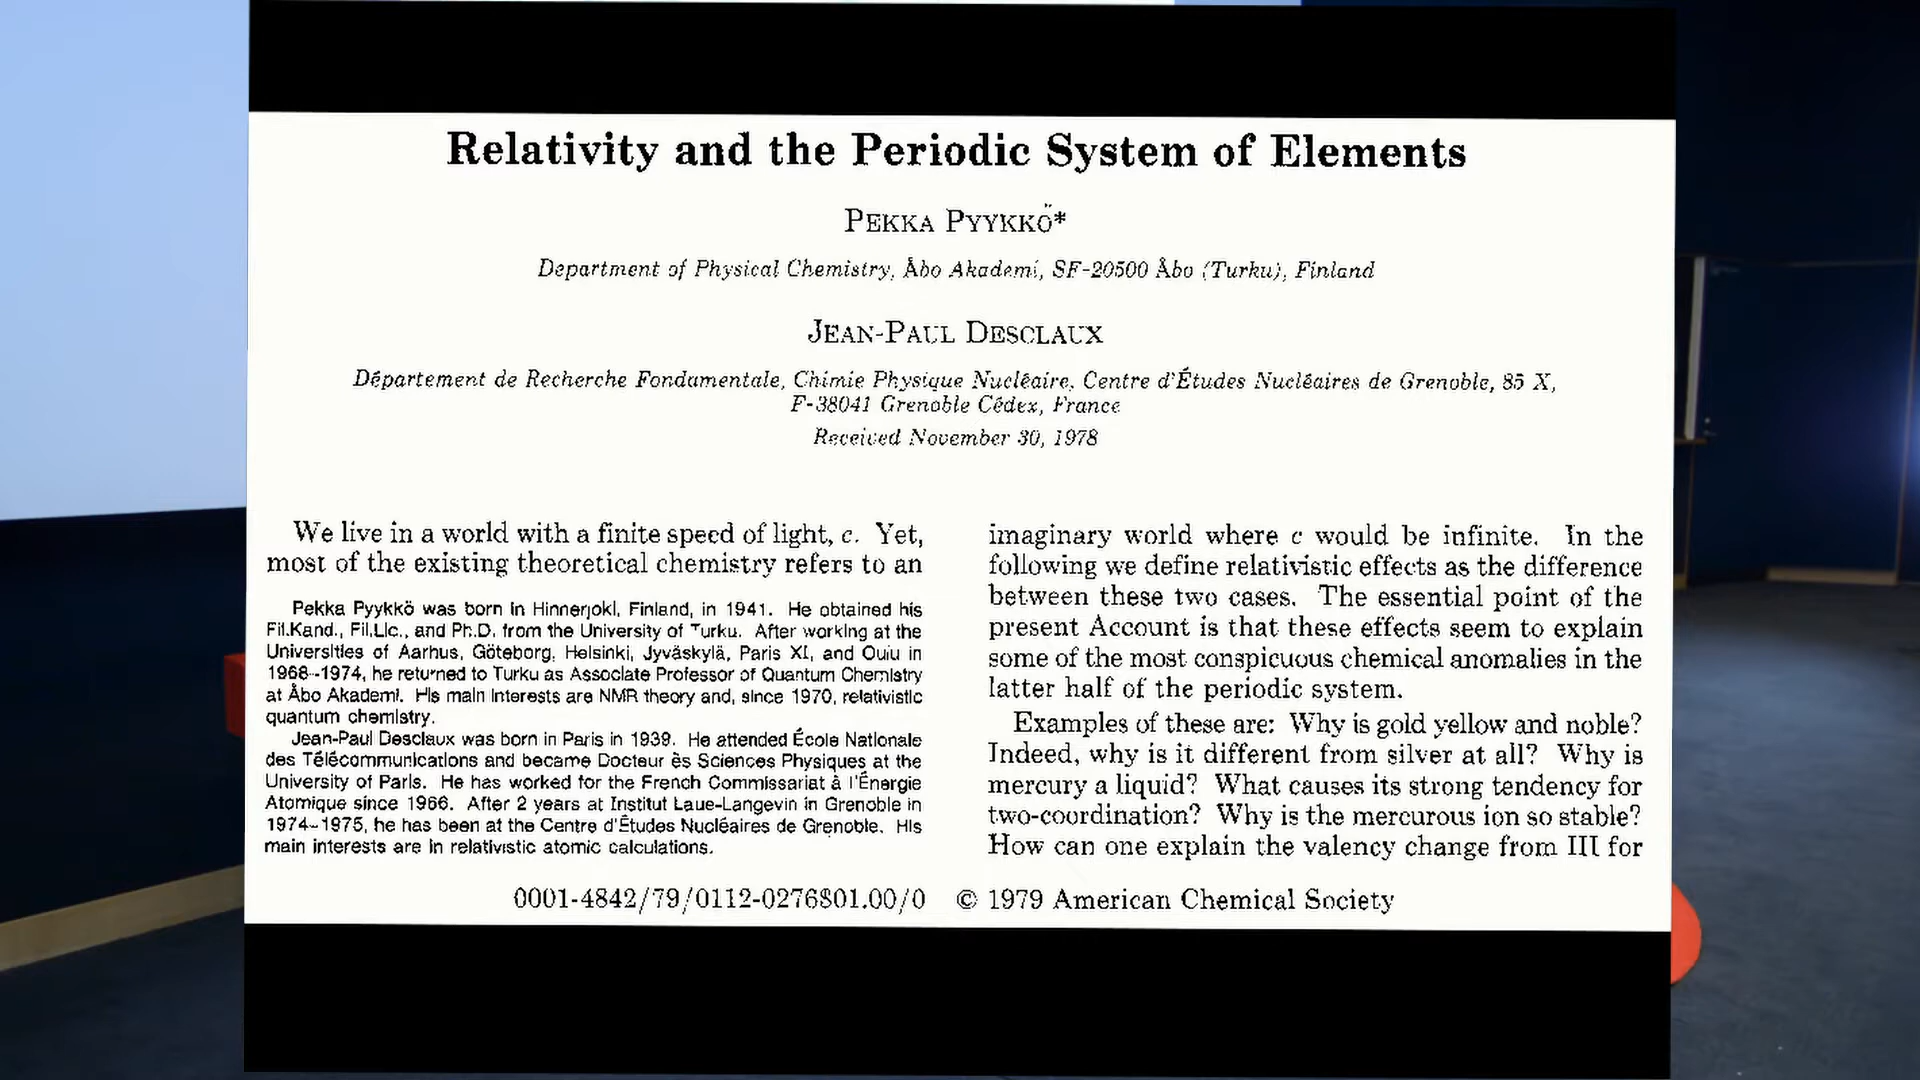 Relativity and the Periodic System of Elements
PEKKA PYYKKÖ*
Department of Physical Chemistry, Åbo Akademi, SF-20500 Åbo (Turku), Finland
JEAN-PAUL DESCLAUX
Département de Recherche Fondamentale, Chimie Physique Nucléaire, Centre d'Études Nucléaires de Grenoble, 85 X,
F-38041 Grenoble Cédex, France
Received November 30, 1978
We live in a world with a finite speed of light, c. Yet,
most of the existing theoretical chemistry refers to an
Pekka Pyykkö was born in Hinnerjoki, Finland, in 1941. He obtained his
Fil.Kand., Fil.Lic., and Ph.D. from the University of Turku. After working at the
Universities of Aarhus, Göteborg, Helsinki, Jyväskylä, Paris XI, and Oulu in
1968–1974, he returned to Turku as Associate Professor of Quantum Chemistry
at Åbo Akademi. His main interests are NMR theory and, since 1970, relativistic
quantum chemistry.
Jean-Paul Desclaux was born in Paris in 1939. He attended École Nationale
des Télécommunications and became Docteur ès Sciences Physiques at the
University of Paris. He has worked for the French Commissariat à l'Énergie
Atomique since 1966. After 2 years at Institut Laue-Langevin in Grenoble in
1974–1975, he has been at the Centre d'Études Nucléaires de Grenoble. His
main interests are in relativistic atomic calculations.
imaginary world where c would be infinite. In the
following we define relativistic effects as the difference
between these two cases. The essential point of the
present Account is that these effects seem to explain
some of the most conspicuous chemical anomalies in the
latter half of the periodic system.
Examples of these are: Why is gold yellow and noble?
Indeed, why is it different from silver at all? Why is
mercury a liquid? What causes its strong tendency for
two-coordination? Why is the mercurous ion so stable?
How can one explain the valency change from III for
0001-4842/79/0112-0276$01.00/0 © 1979 American Chemical Society